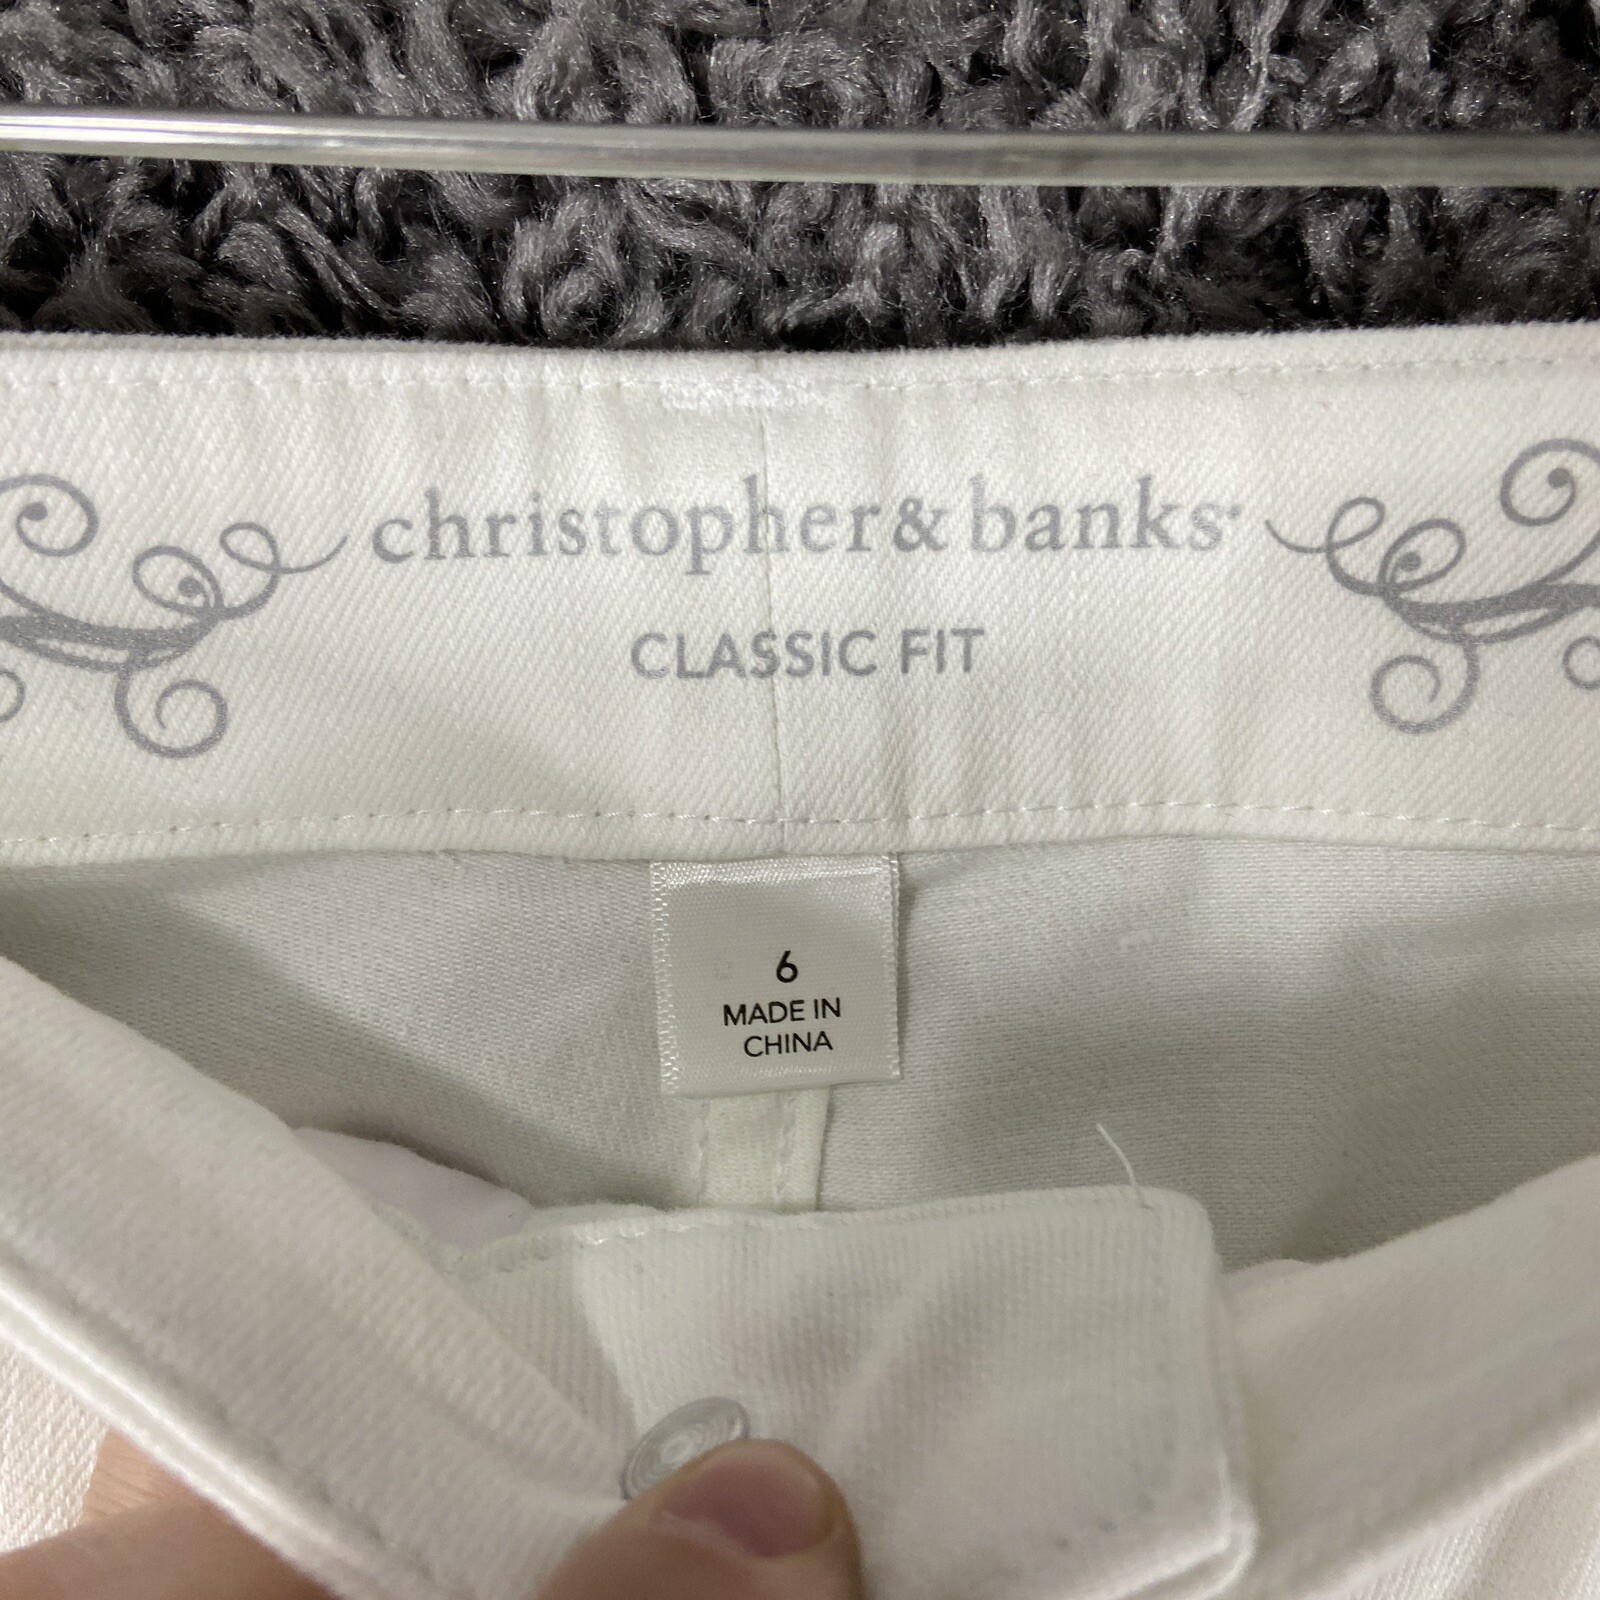 christopher & banks
CLASSIC FIT
6
MADE IN
CHINA